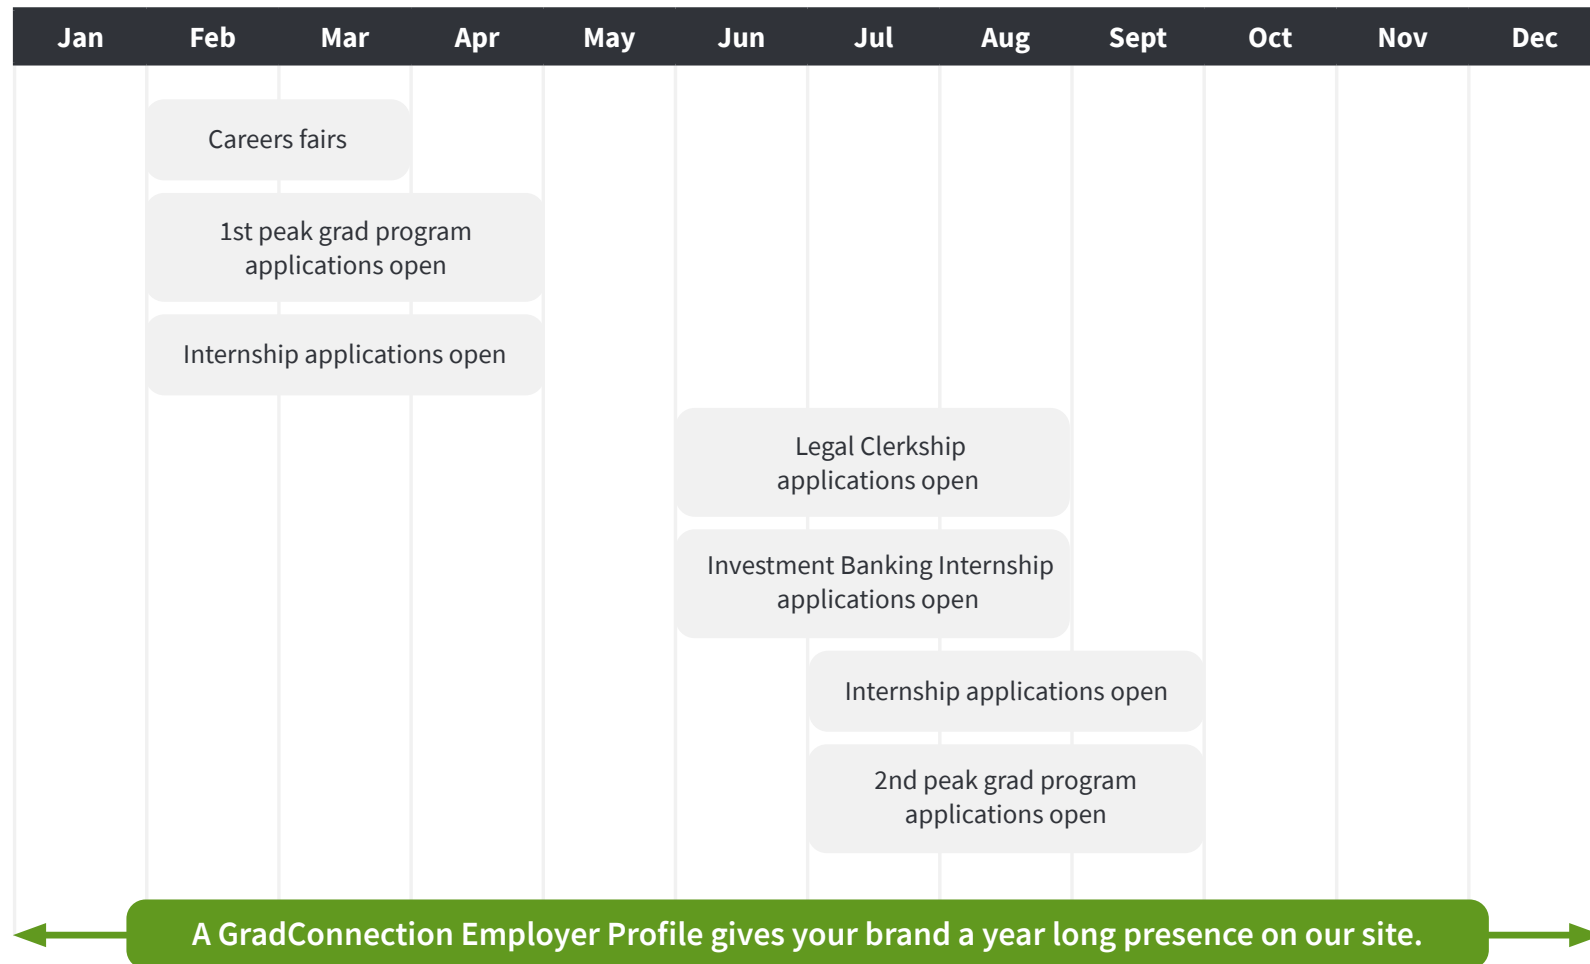 Jan Feb Mar Apr May Jun Jul Aug Sept Oct Nov Dec
Careers fairs
1st peak grad program
applications open
Internship applications open
Legal Clerkship
applications open
Investment Banking Internship
applications open
Internship applications open
2nd peak grad program
applications open
A GradConnection Employer Profile gives your brand a year long presence on our site.